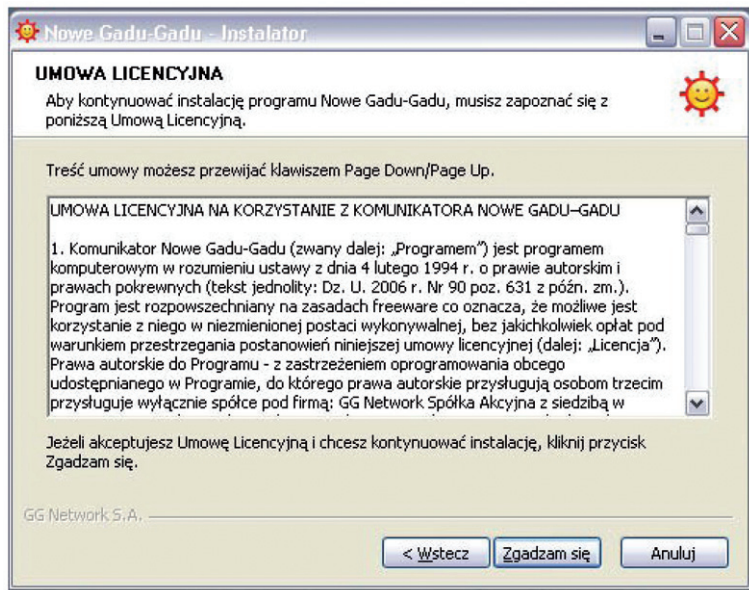 Nowe Gadu-Gadu - Instalator
UMOWA LICENCYJNA
Aby kontynuować instalację programu Nowe Gadu-Gadu, musisz zapoznać się z
poniższą Umową Licencyjną.
Treść umowy możesz przewijać klawiszem Page Down/Page Up.
UMOWA LICENCYJNA NA KORZYSTANIE Z KOMUNIKATORA NOWE GADU–GADU
1. Komunikator Nowe Gadu-Gadu (zwany dalej: „Programem”) jest programem
komputerowym w rozumieniu ustawy z dnia 4 lutego 1994 r. o prawie autorskim i
prawach pokrewnych (tekst jednolity: Dz. U. 2006 r. Nr 90 poz. 631 z późn. zm.).
Program jest rozpowszechniany na zasadach freeware co oznacza, że możliwe jest
korzystanie z niego w niezmienionej postaci wykonywalnej, bez jakichkolwiek opłat pod
warunkiem przestrzegania postanowień niniejszej umowy licencyjnej (dalej: „Licencja”).
Prawa autorskie do Programu - z zastrzeżeniem oprogramowania obcego
udostępnianego w Programie, do którego prawa autorskie przysługują osobom trzecim
przysługuje wyłącznie spółce pod firmą: GG Network Spółka Akcyjna z siedzibą w
Jeżeli akceptujesz Umowę Licencyjną i chcesz kontynuować instalację, kliknij przycisk
Zgadzam się.
GG Network S.A.
< Wstecz Zgadzam się Anuluj